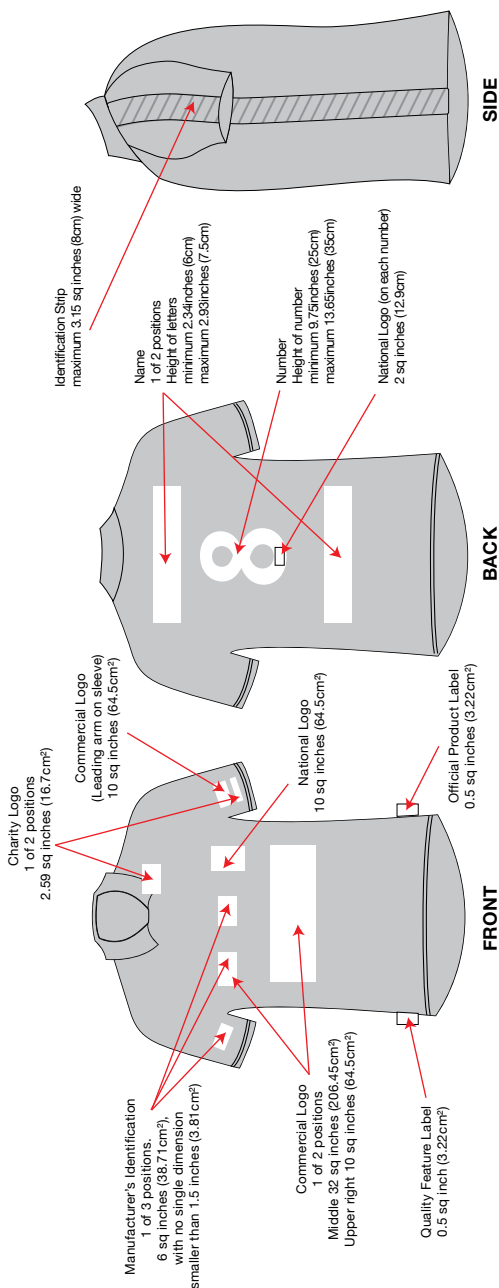 Manufacturer's Identification
1 of 3 positions.
6 sq inches (38.71cm²),
with no single dimension
smaller than 1.5 inches (3.81cm²)
Charity Logo
1 of 2 positions
2.59 sq inches (16.7cm²)
Commercial Logo
(Leading arm on sleeve)
10 sq inches (64.5cm²)
National Logo
10 sq inches (64.5cm²)
Commercial Logo
1 of 2 positions
Middle 32 sq inches (206.45cm²)
Upper right 10 sq inches (64.5cm²)
Quality Feature Label
0.5 sq inch (3.22cm²)
Official Product Label
0.5 sq inches (3.22cm²)
FRONT
8
BACK
Identification Strip
maximum 3.15 sq inches (8cm) wide
Name
1 of 2 positions
Height of letters
minimum 2.34inches (6cm)
maximum 2.93inches (7.5cm)
Number
Height of number
minimum 9.75inches (25cm)
maximum 13.65inches (35cm)
National Logo (on each number)
2 sq inches (12.9cm)
SIDE